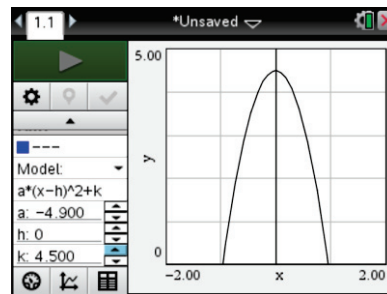 1.1
*Unsaved
---
Model:
a*(x-h)^2+k
a: -4.900
h: 0
k: 4.500
5.00
y
0
-2.00
x
2.00